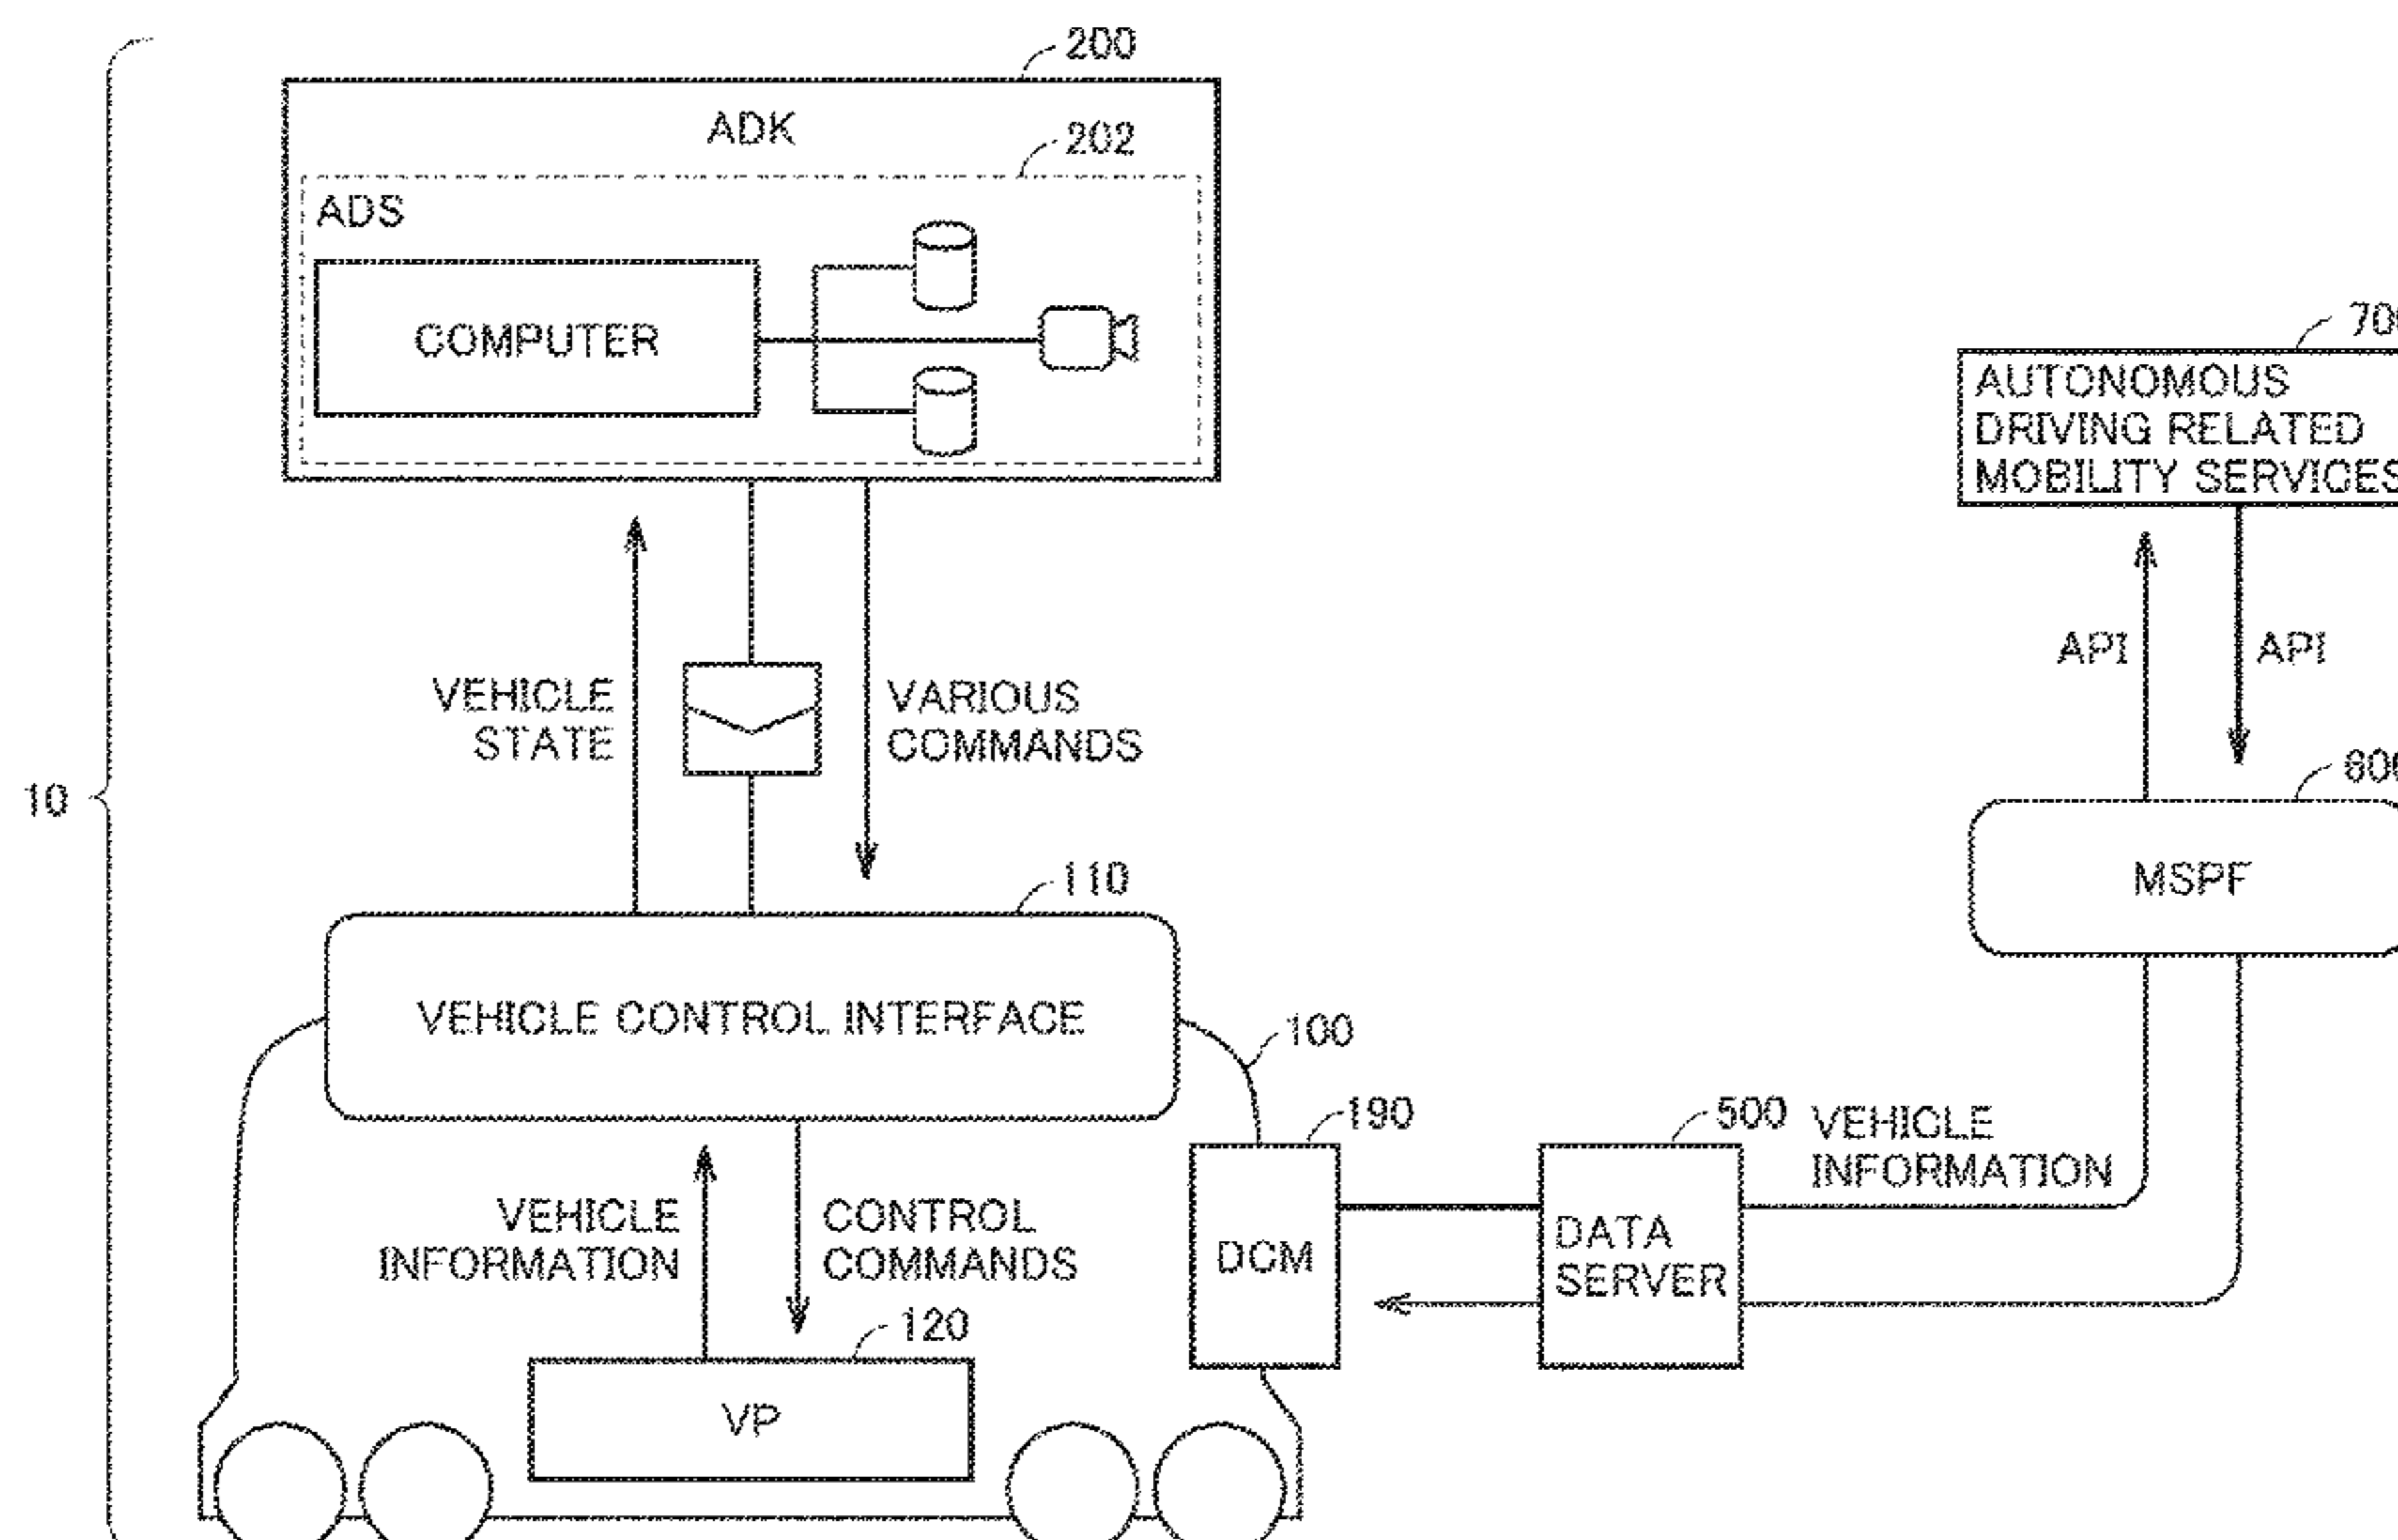 200
ADK
202
ADS
COMPUTER
AUTONOMOUS
DRIVING RELATED
MOBILITY SERVICES
API
API
VEHICLE
STATE
VARIOUS
COMMANDS
10
MSPF
110
VEHICLE CONTROL INTERFACE
100
190
500
VEHICLE
INFORMATION
VEHICLE
INFORMATION
CONTROL
COMMANDS
DCM
DATA
SERVER
120
VP